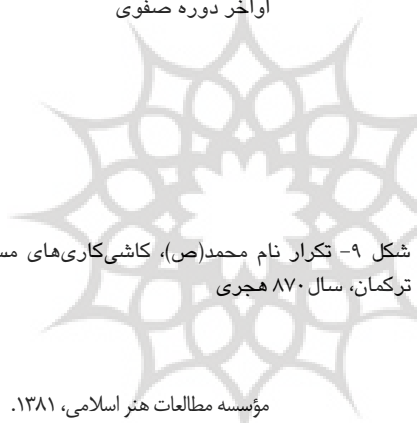 اواخر دوره صفوی
شکل ۹- تکرار نام محمد(ص)، کاشی‌کاری‌های
ترکمان، سال ۸۷۰ هجری
مؤسسه مطالعات هنر اسلامی، ۱۳۸۱.